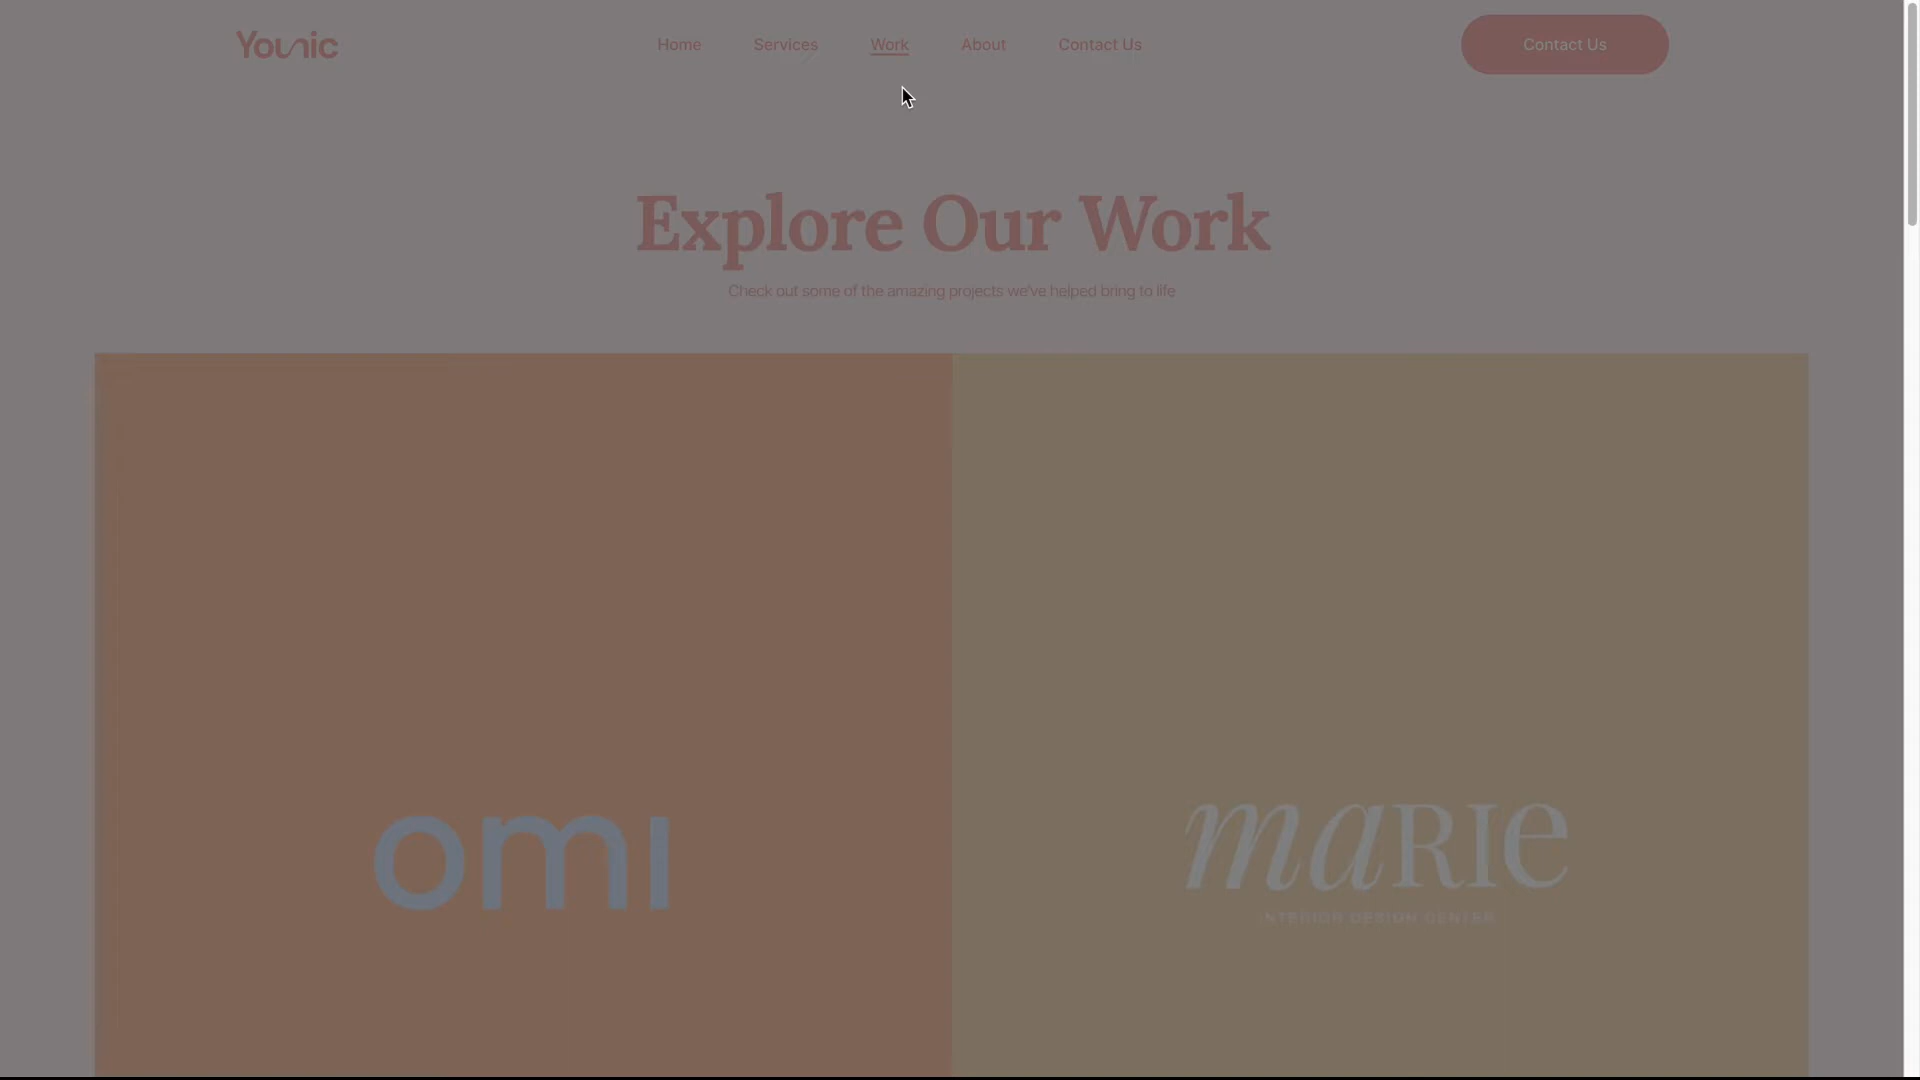 Younic
Home Services Work About Contact Us
Contact Us
Explore Our Work
Check out some of the amazing projects we've helped bring to life
omi
maRIe
INTERIOR DESIGN CENTER